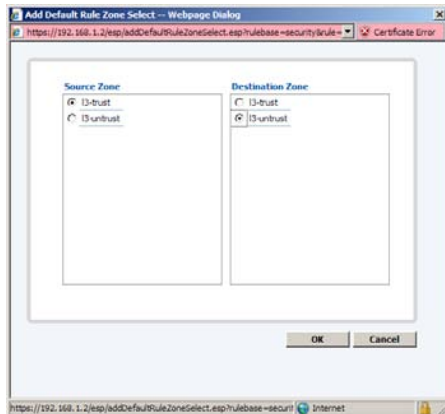 Add Default Rule Zone Select -- Webpage Dialog
https://192.168.1.2/esp/addDefaultRuleZoneSelect.esp?rulebase=security&rule= Certificate Error
Source Zone Destination Zone
l3-trust l3-trust
l3-untrust l3-untrust
OK Cancel
https://192.168.1.2/esp/addDefaultRuleZoneSelect.esp?rulebase=securit Internet